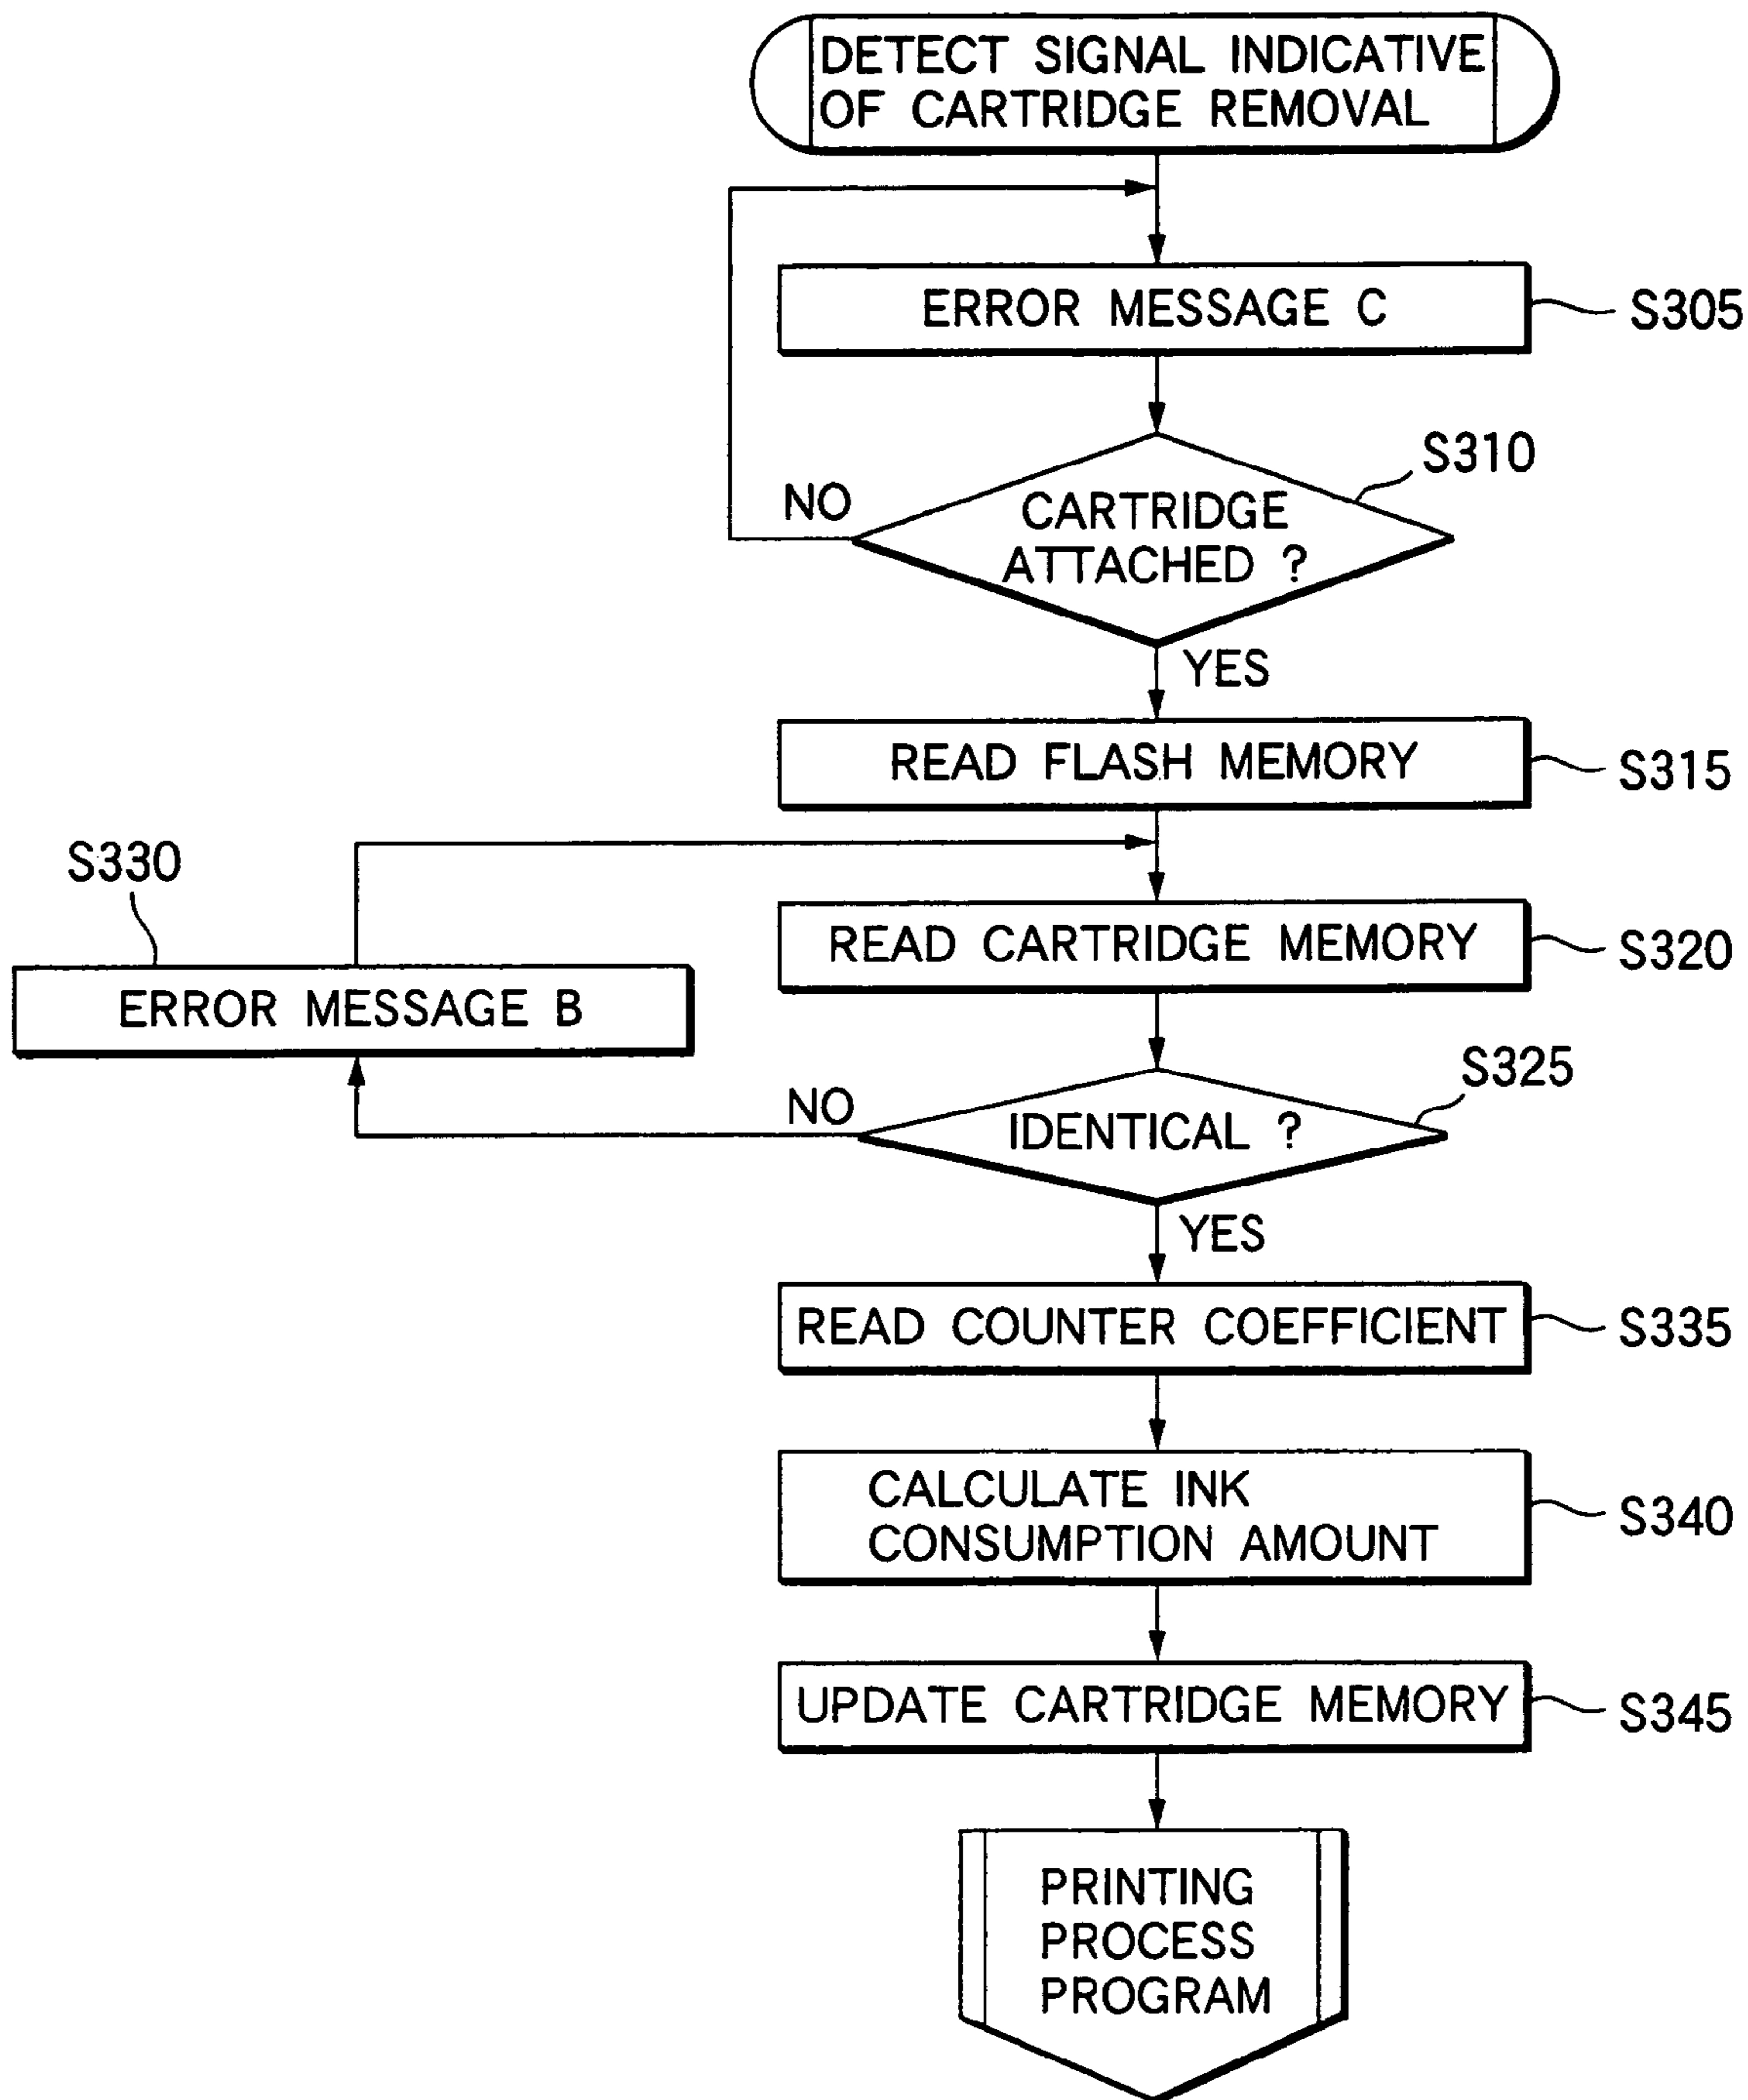 DETECT SIGNAL INDICATIVE
OF CARTRIDGE REMOVAL
ERROR MESSAGE C
S305
S310
NO
CARTRIDGE
ATTACHED ?
YES
READ FLASH MEMORY
S315
S330
READ CARTRIDGE MEMORY
S320
ERROR MESSAGE B
S325
NO
IDENTICAL ?
YES
READ COUNTER COEFFICIENT
S335
CALCULATE INK
CONSUMPTION AMOUNT
S340
UPDATE CARTRIDGE MEMORY
S345
PRINTING
PROCESS
PROGRAM